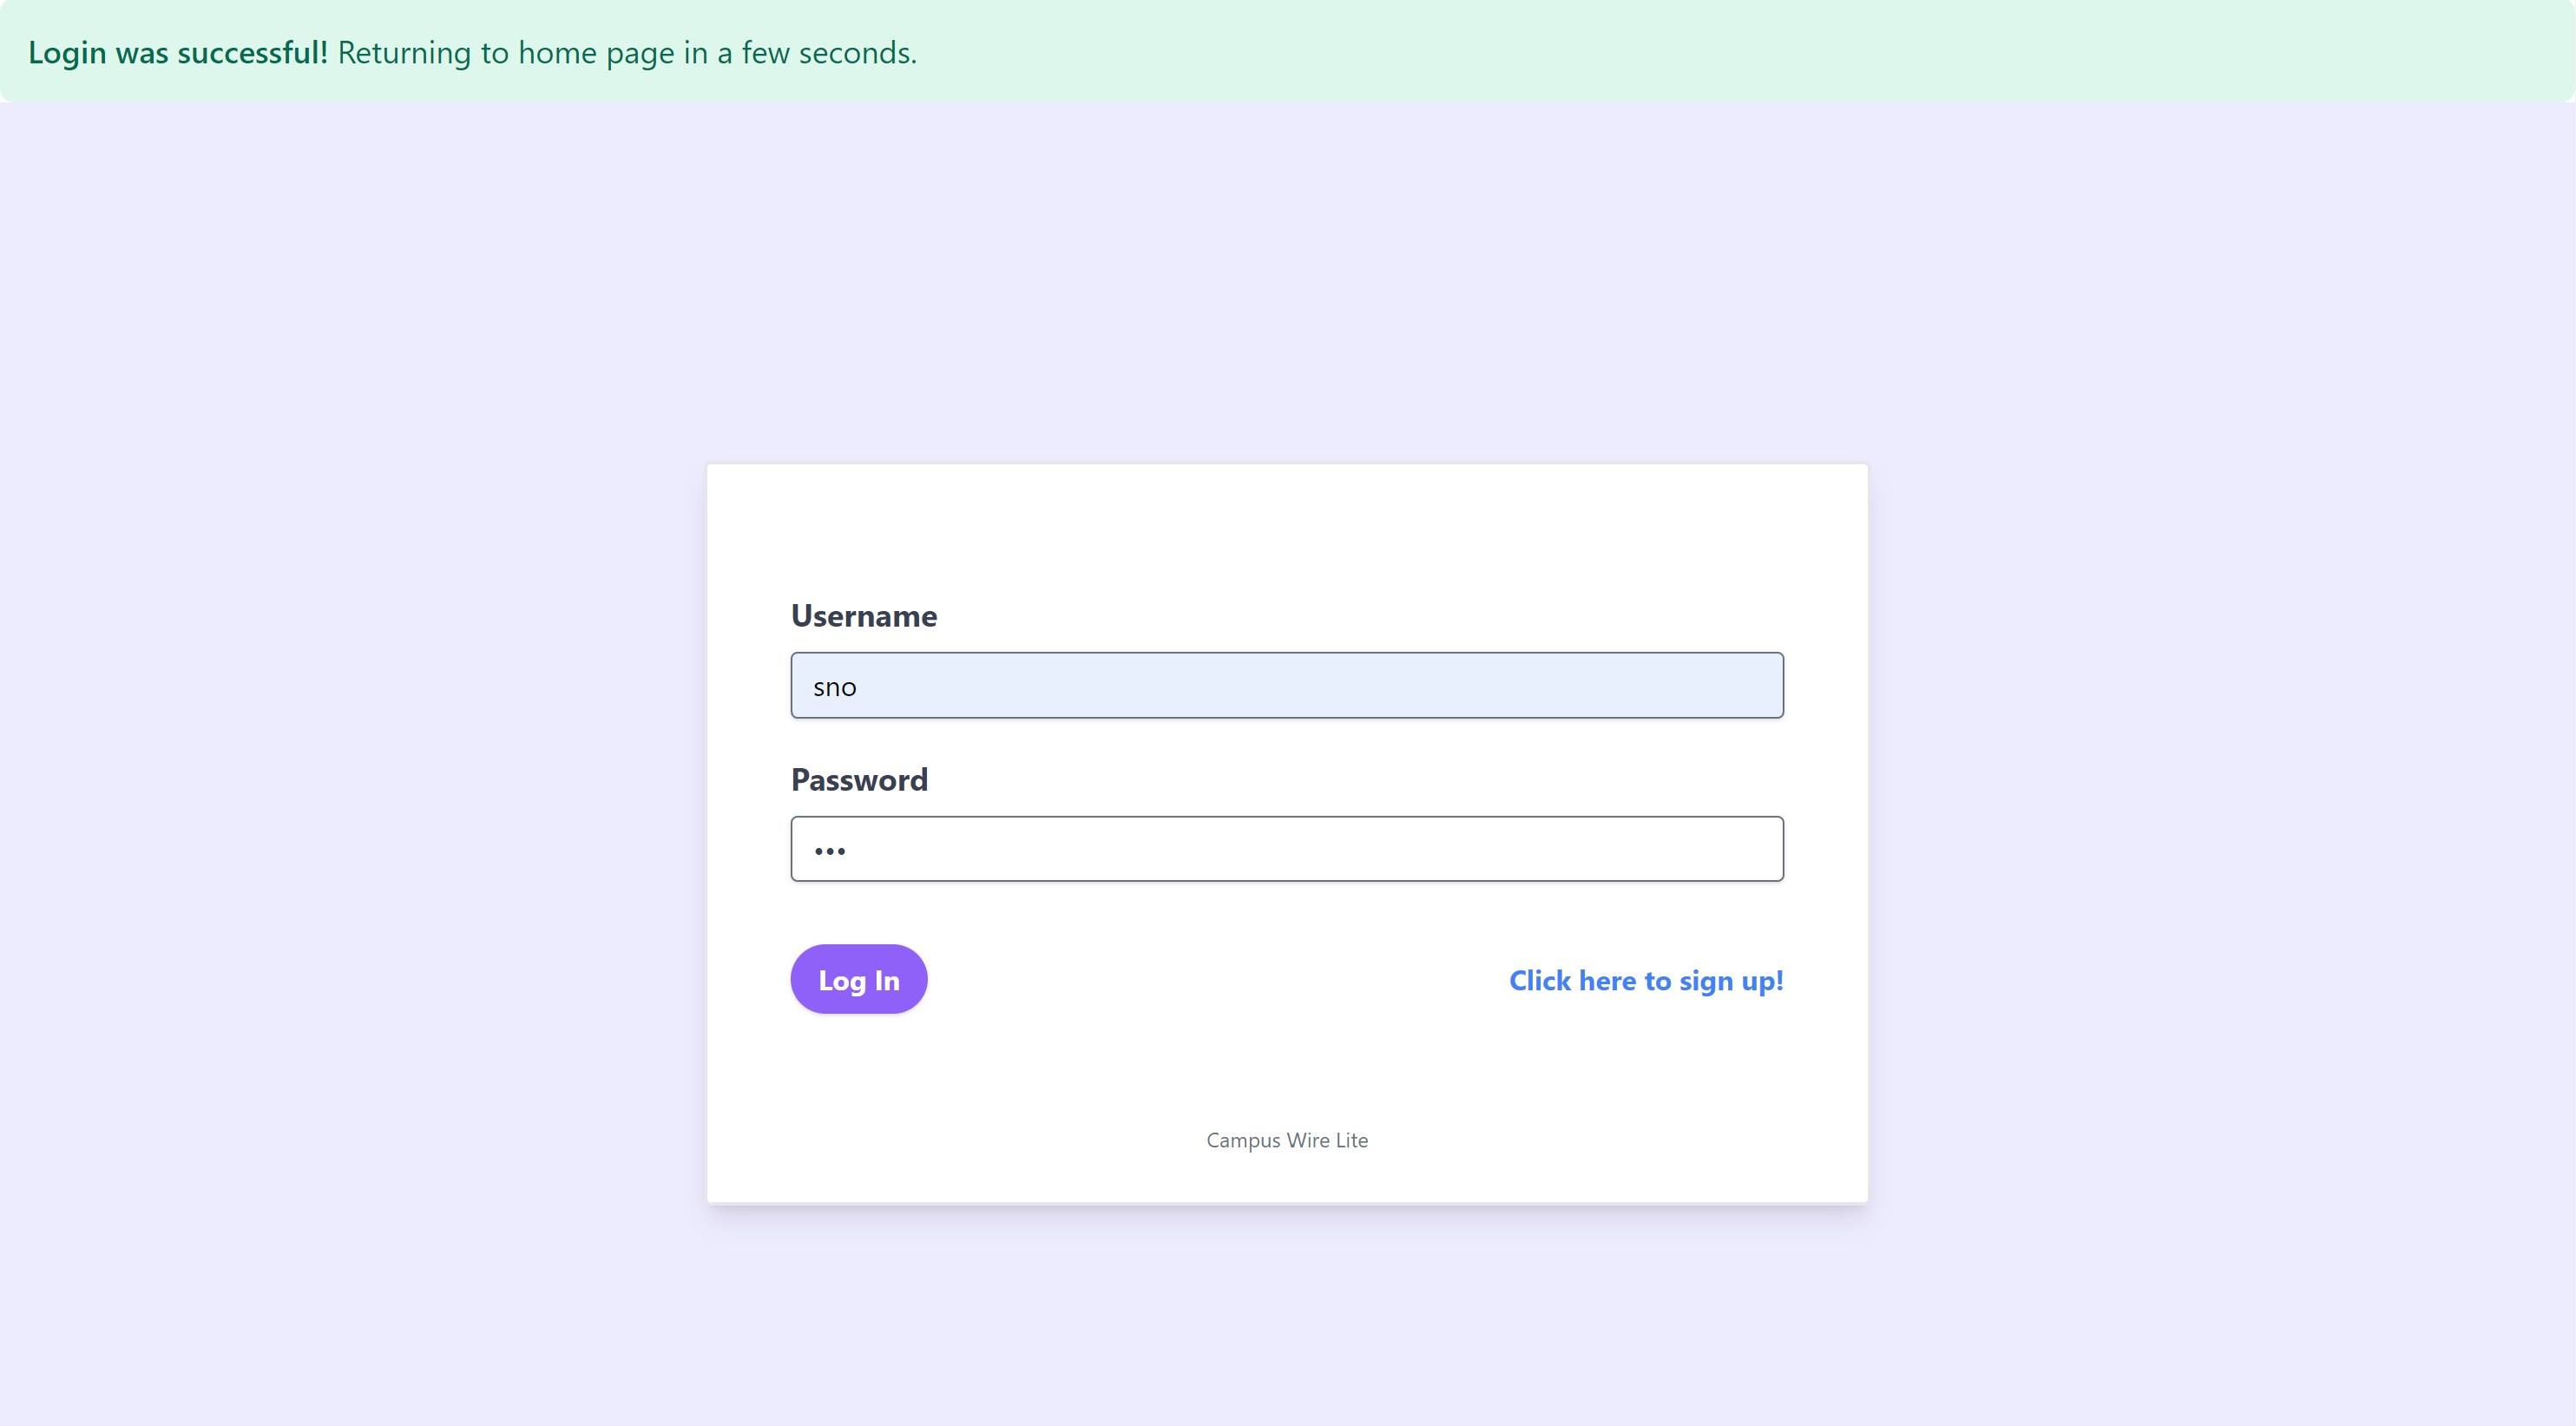 Login was successful! Returning to home page in a few seconds.
Username
sno
Password
•••
Log In
Click here to sign up!
Campus Wire Lite